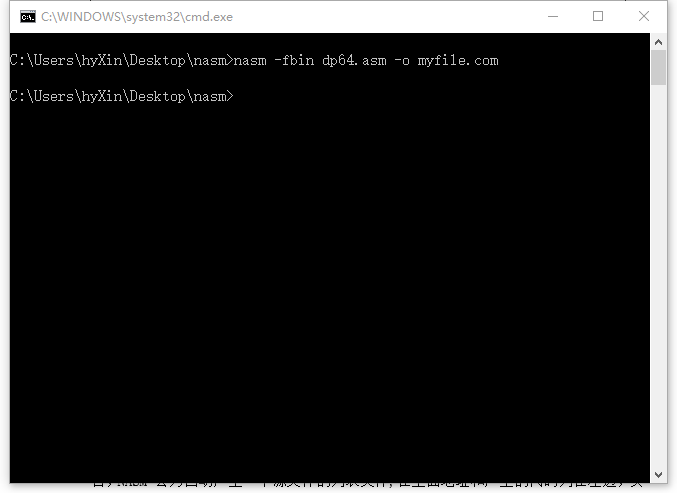 C:\WINDOWS\system32\cmd.exe
C:\Users\hyXin\Desktop\nasm>nasm -fbin dp64.asm -o myfile.com
C:\Users\hyXin\Desktop\nasm>